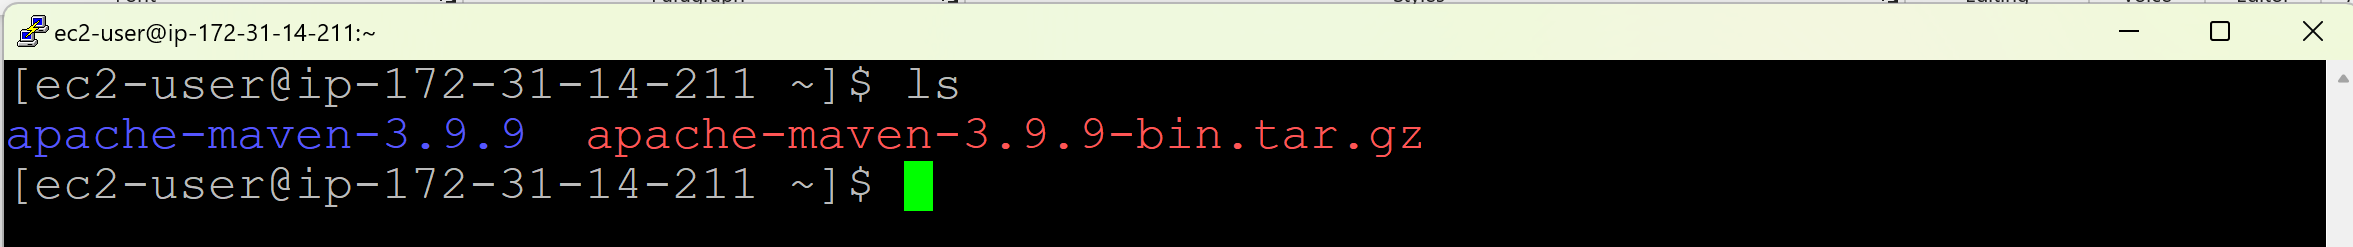 ec2-user@ip-172-31-14-211:~
[ec2-user@ip-172-31-14-211 ~]$ ls
apache-maven-3.9.9  apache-maven-3.9.9-bin.tar.gz
[ec2-user@ip-172-31-14-211 ~]$